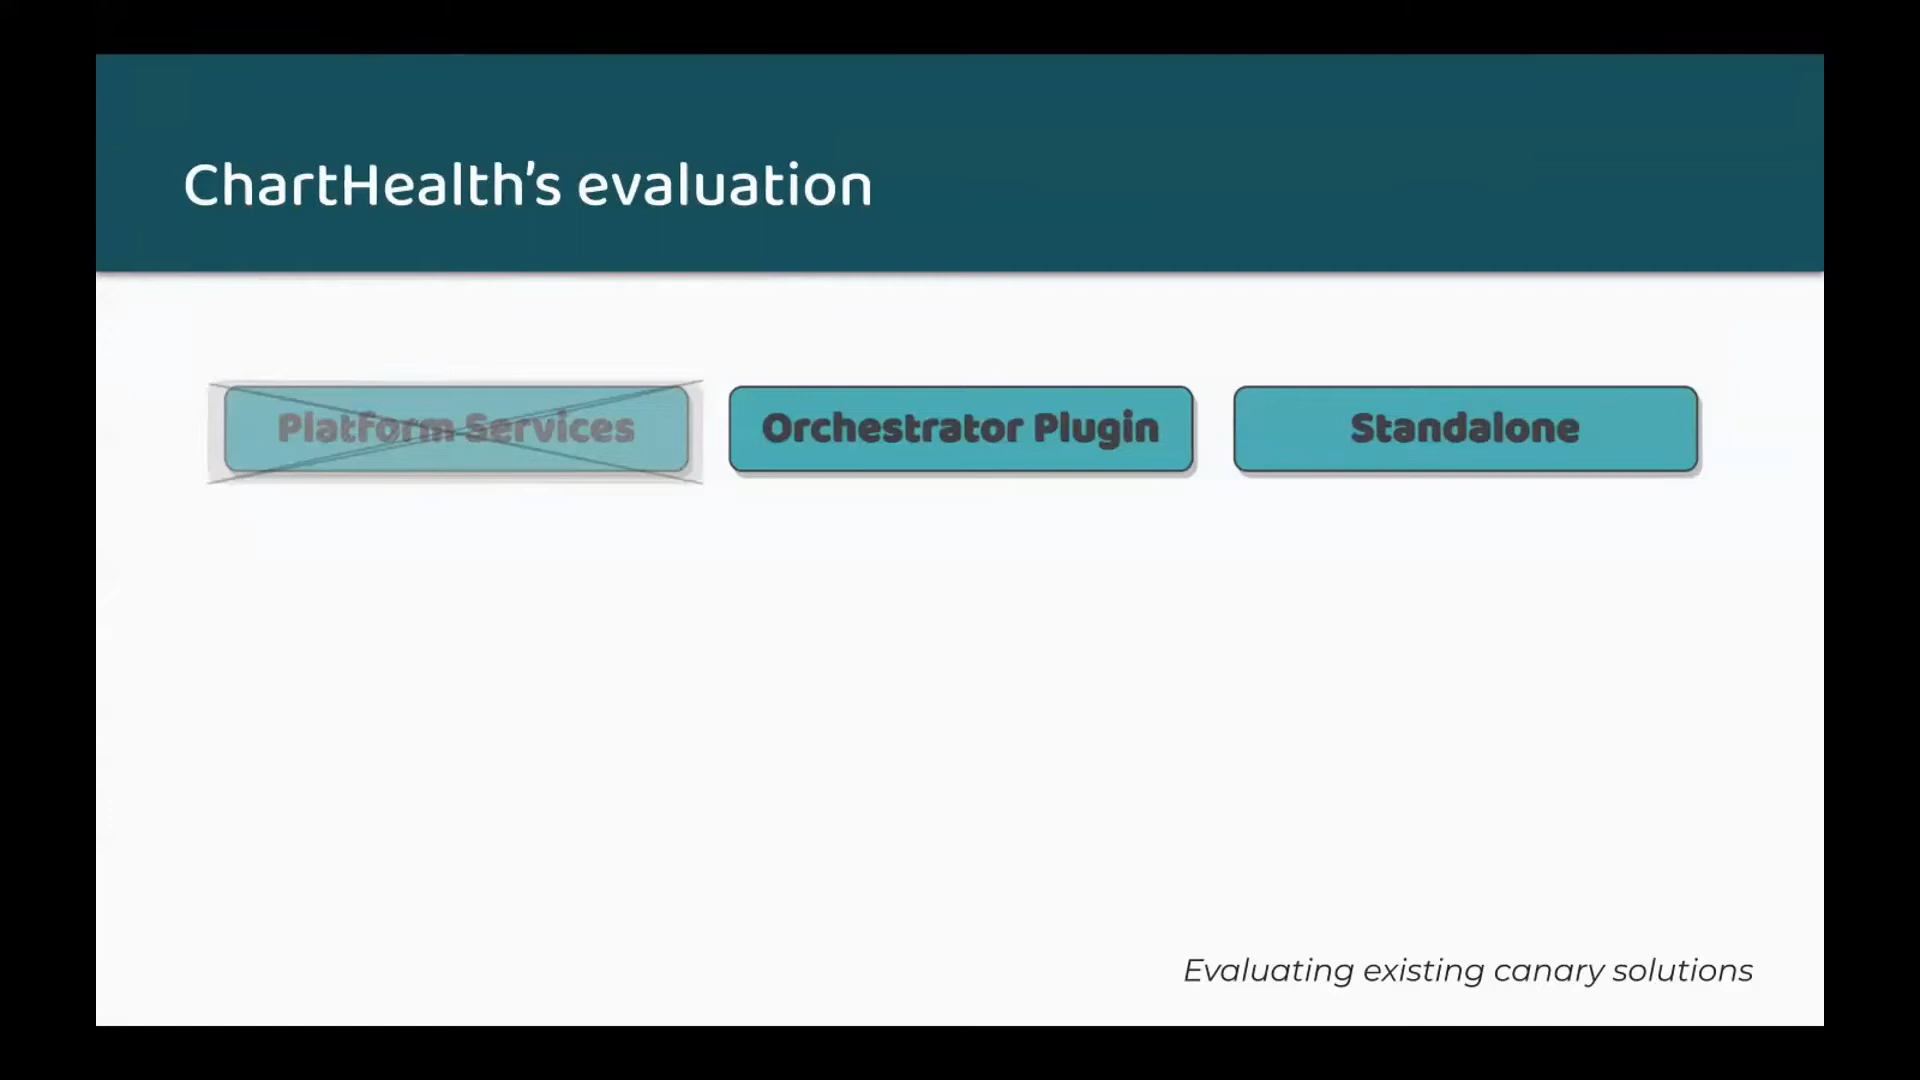 ChartHealth's evaluation
Platform Services
Orchestrator Plugin
Standalone
Evaluating existing canary solutions